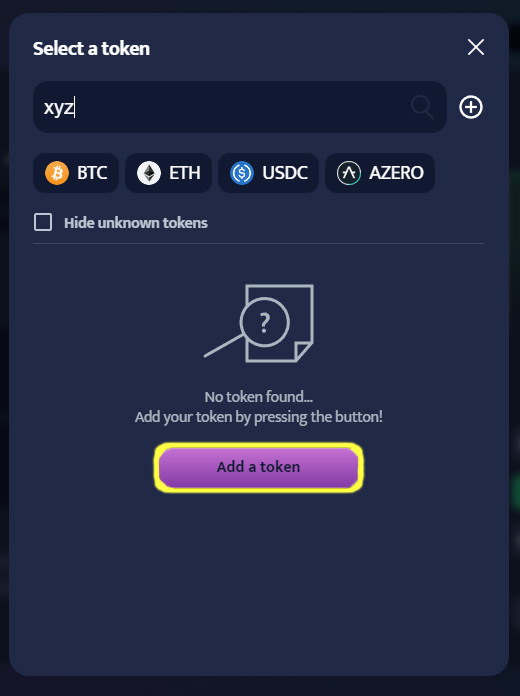 Select a token
xyz
BTC ETH USDC AZERO
Hide unknown tokens
?
No token found...
Add your token by pressing the button!
Add a token